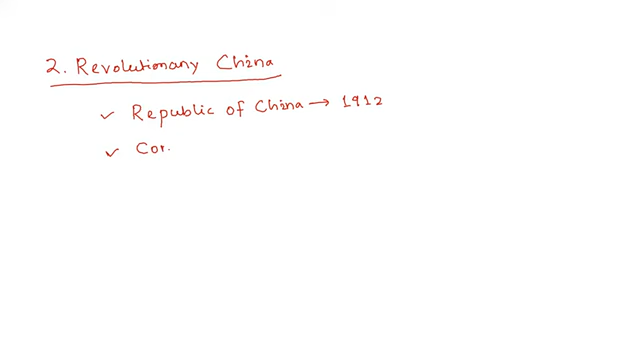 2. Revolutionary China
✓ Republic of China → 1912
✓ Cor